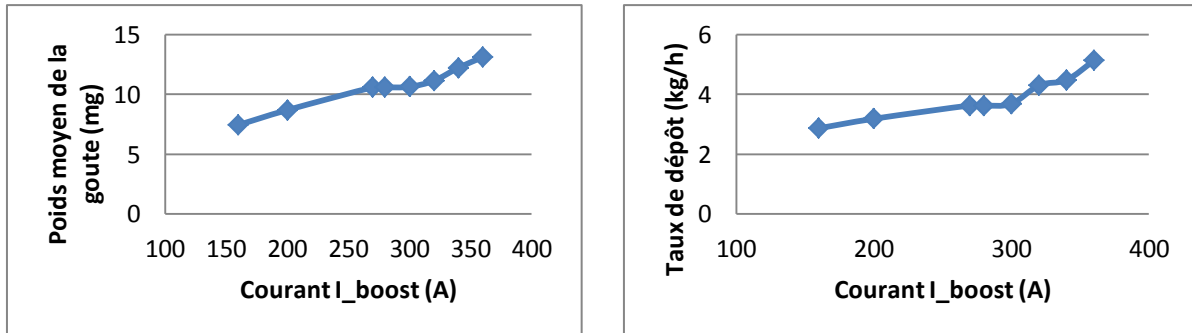 Poids moyen de la
goute (mg)
15
10
5
0
100 150 200 250 300 350 400
Courant I_boost (A)
Taux de dépôt (kg/h)
6
4
2
0
100 200 300 400
Courant I_boost (A)